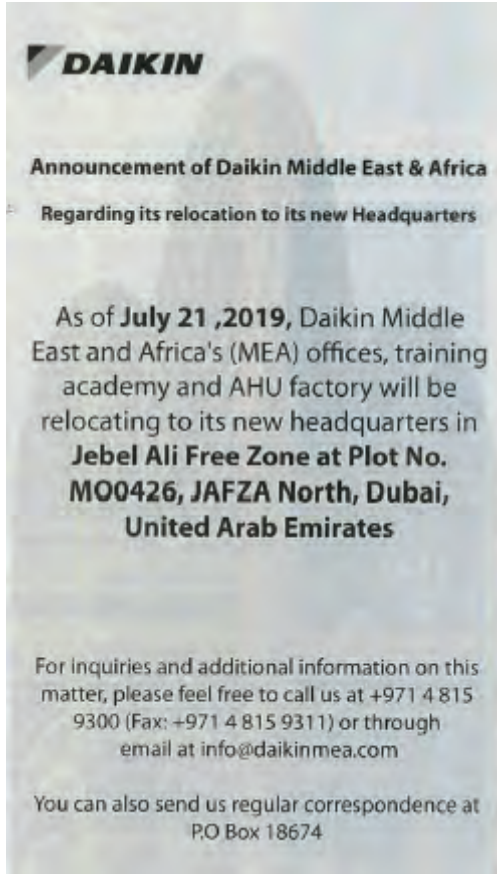 DAIKIN
Announcement of Daikin Middle East & Africa
Regarding its relocation to its new Headquarters
As of July 21 ,2019, Daikin Middle
East and Africa's (MEA) offices, training
academy and AHU factory will be
relocating to its new headquarters in
Jebel Ali Free Zone at Plot No.
MO0426, JAFZA North, Dubai,
United Arab Emirates
For inquiries and additional information on this
matter, please feel free to call us at +971 4 815
9300 (Fax: +971 4 815 9311) or through
email at info@daikinmea.com
You can also send us regular correspondence at
P.O Box 18674